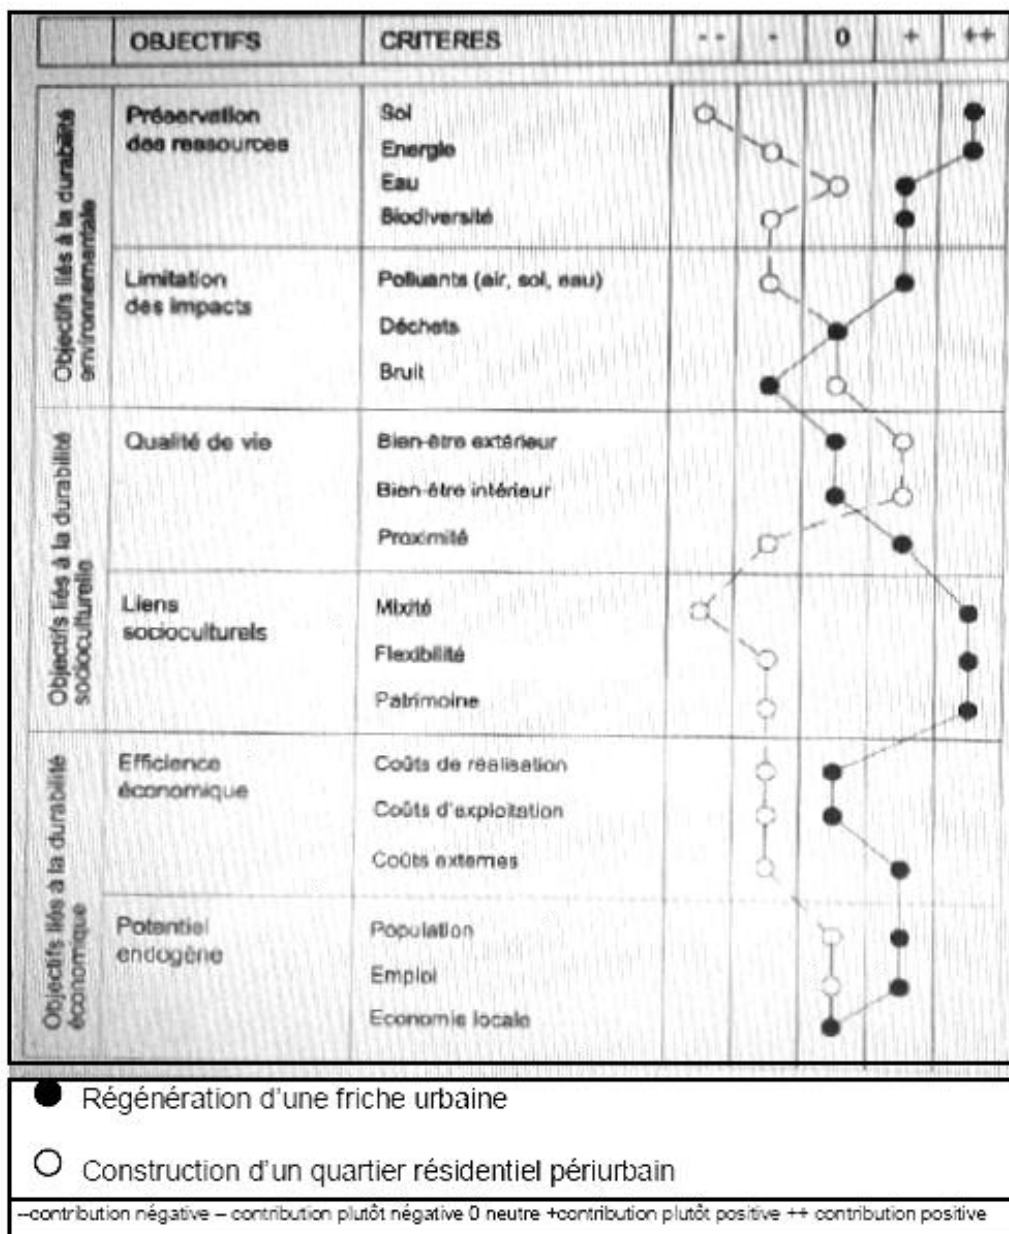 OBJECTIFS CRITERES -- - 0 + ++
Objectifs liés à la durabilité
environnementale
Préservation
des ressources
Sol
Energie
Eau
Biodiversité
Limitation
des impacts
Polluants (air, sol, eau)
Déchets
Bruit
Objectifs liés à la durabilité
socioculturelle
Qualité de vie
Bien-être extérieur
Bien-être intérieur
Proximité
Liens
socioculturels
Mixité
Flexibilité
Patrimoine
Objectifs liés à la durabilité
économique
Efficience
économique
Coûts de réalisation
Coûts d'exploitation
Coûts externes
Potentiel
endogène
Population
Emploi
Economie locale
Régénération d'une friche urbaine
Construction d'un quartier résidentiel périurbain
--contribution négative – contribution plutôt négative 0 neutre +contribution plutôt positive ++ contribution positive